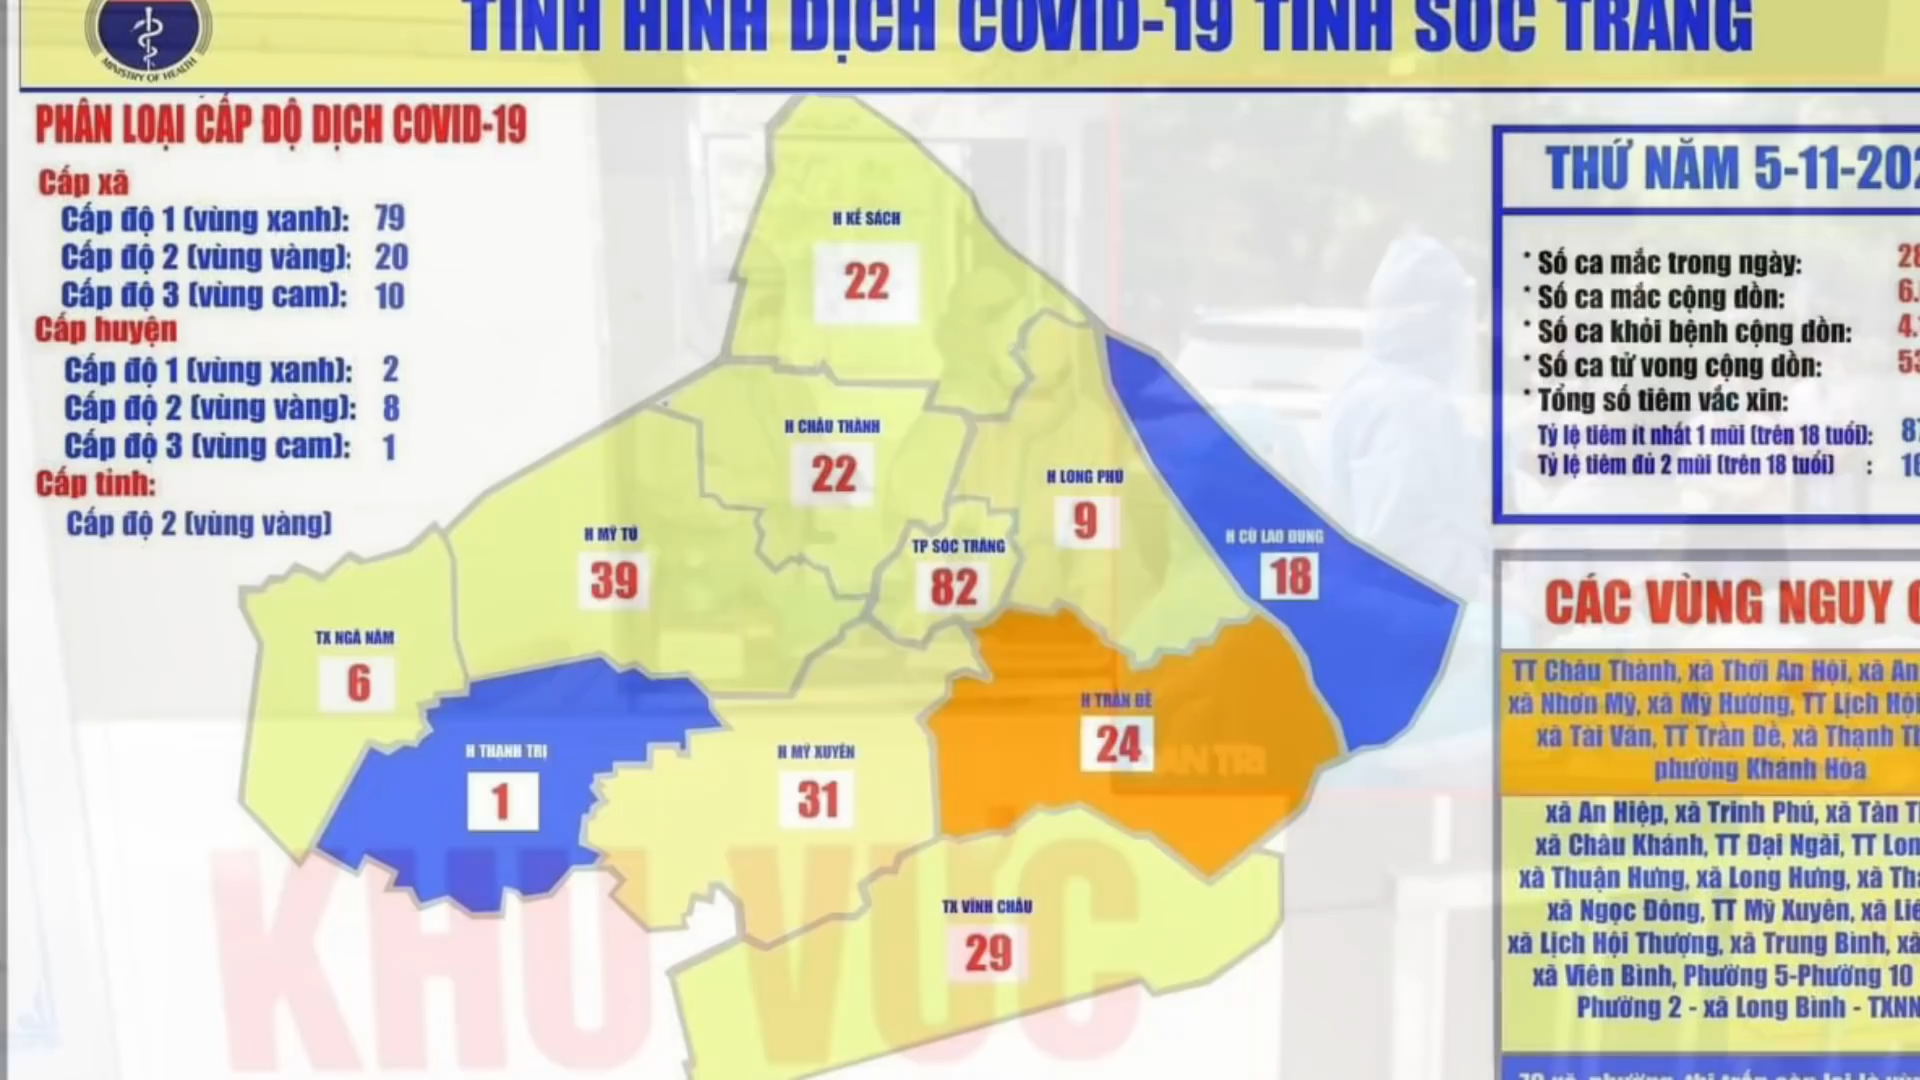 TÌNH HÌNH DỊCH COVID-19 TỈNH SÓC TRĂNG
MINISTRY OF HEALTH
PHÂN LOẠI CẤP ĐỘ DỊCH COVID-19
Cấp xã
Cấp độ 1 (vùng xanh): 79
Cấp độ 2 (vùng vàng): 20
Cấp độ 3 (vùng cam): 10
Cấp huyện
Cấp độ 1 (vùng xanh): 2
Cấp độ 2 (vùng vàng): 8
Cấp độ 3 (vùng cam): 1
Cấp tỉnh:
Cấp độ 2 (vùng vàng)
H KẾ SÁCH
22
H CHÂU THÀNH
22
H LONG PHÚ
9
H MỸ TÚ
39
TP SÓC TRĂNG
82
H CÙ LAO DUNG
18
TX NGÃ NĂM
6
H THẠNH TRỊ
1
H MỸ XUYÊN
31
H TRẦN ĐỀ
24
TX VĨNH CHÂU
29
KHU VỰC
THỨ NĂM 5-11-202
* Số ca mắc trong ngày: 28
* Số ca mắc cộng dồn: 6.
* Số ca khỏi bệnh cộng dồn: 4.
* Số ca tử vong cộng dồn: 53
* Tổng số tiêm vắc xin:
Tỷ lệ tiêm ít nhất 1 mũi (trên 18 tuổi): 87
Tỷ lệ tiêm đủ 2 mũi (trên 18 tuổi) :
CÁC VÙNG NGUY
TT Châu Thành, xã Thới An Hội, xã An
xã Nhơn Mỹ, xã Mỹ Hương, TT Lịch Hội
xã Tài Văn, TT Trần Đề, xã Thạnh
phường Khánh Hòa
xã An Hiệp, xã Trinh Phú, xã Tân
xã Châu Khánh, TT Đại Ngãi, TT Lon
xã Thuận Hưng, xã Long Hưng, xã
xã Ngọc Đông, TT Mỹ Xuyên, xã
xã Lịch Hội Thượng, xã Trung Bình, xã
xã Viên Bình, Phường 5-Phường 10
Phường 2 - xã Long Bình - TXNN